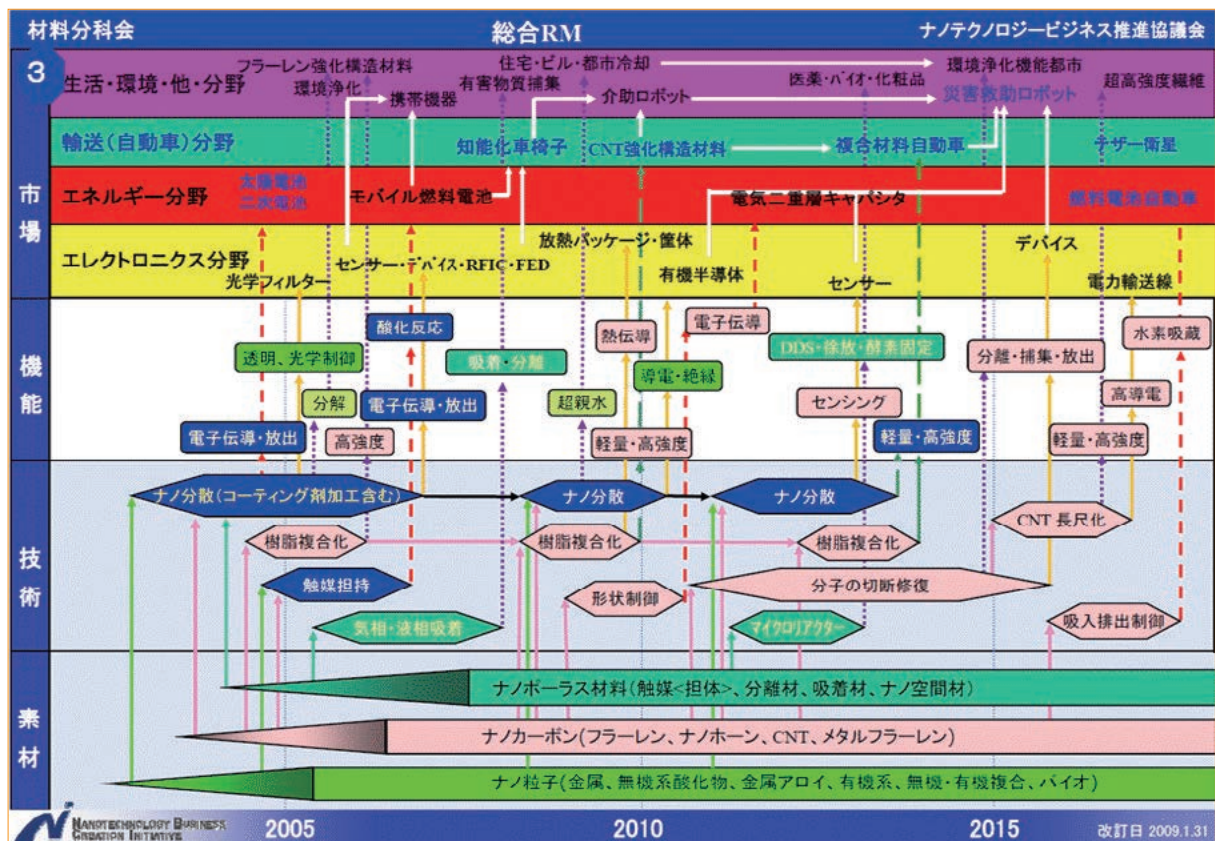 材料分科会
総合RM
ナノテクノロジービジネス推進協議会
3
市場
生活・環境・他・分野
フラーレン強化構造材料
環境浄化
携帯機器
有害物質捕集
住宅・ビル・都市冷却
介助ロボット
医薬・バイオ・化粧品
環境浄化機能都市
災害救助ロボット
超高強度繊維
輸送(自動車)分野
知能化車椅子
CNT強化構造材料
複合材料自動車
テザー衛星
エネルギー分野
太陽電池
二次電池
モバイル燃料電池
電気二重層キャパシタ
燃料電池自動車
エレクトロニクス分野
光学フィルター
センサー・デバイス・RFIC・FED
放熱パッケージ・筐体
有機半導体
センサー
デバイス
電力輸送線
機能
酸化反応
熱伝導
電子伝導
水素吸蔵
透明、光学制御
吸着・分離
DDS・徐放・酵素固定
分離・捕集・放出
導電・絶縁
分解
電子伝導・放出
超親水
センシング
高導電
電子伝導・放出
高強度
軽量・高強度
軽量・高強度
軽量・高強度
技術
ナノ分散(コーティング剤加工含む)
ナノ分散
ナノ分散
CNT 長尺化
樹脂複合化
樹脂複合化
樹脂複合化
触媒担持
形状制御
分子の切断修復
気相・液相吸着
マイクロリアクター
吸入排出制御
素材
ナノポーラス材料(触媒<担体>、分離材、吸着材、ナノ空間材)
ナノカーボン(フラーレン、ナノホーン、CNT、メタルフラーレン)
ナノ粒子(金属、無機系酸化物、金属アロイ、有機系、無機・有機複合、バイオ)
NANOTECHNOLOGY BUSINESS
CREATION INITIATIVE
2005
2010
2015
改訂日 2009.1.31